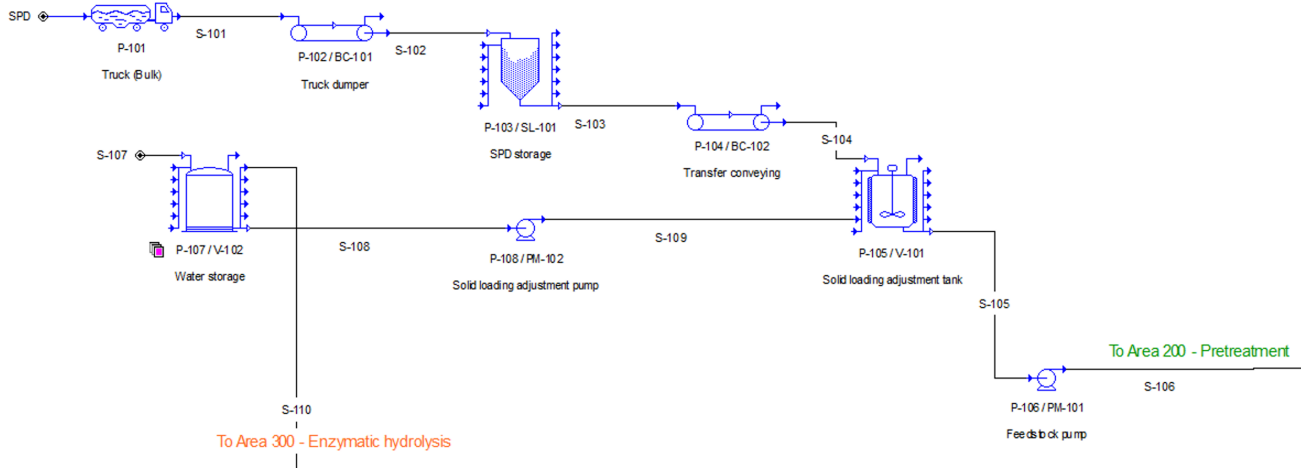 SPD
P-101
Truck (Bulk)
S-101
P-102 / BC-101
Truck dumper
S-102
P-103 / SL-101
SPD storage
S-103
P-104 / BC-102
Transfer conveying
S-104
S-107
P-107 / V-102
Water storage
S-108
P-108 / PM-102
Solid loading adjustment pump
S-109
P-105 / V-101
Solid loading adjustment tank
S-105
To Area 200 - Pretreatment
S-106
P-106 / PM-101
Feedstock pump
S-110
To Area 300 - Enzymatic hydrolysis